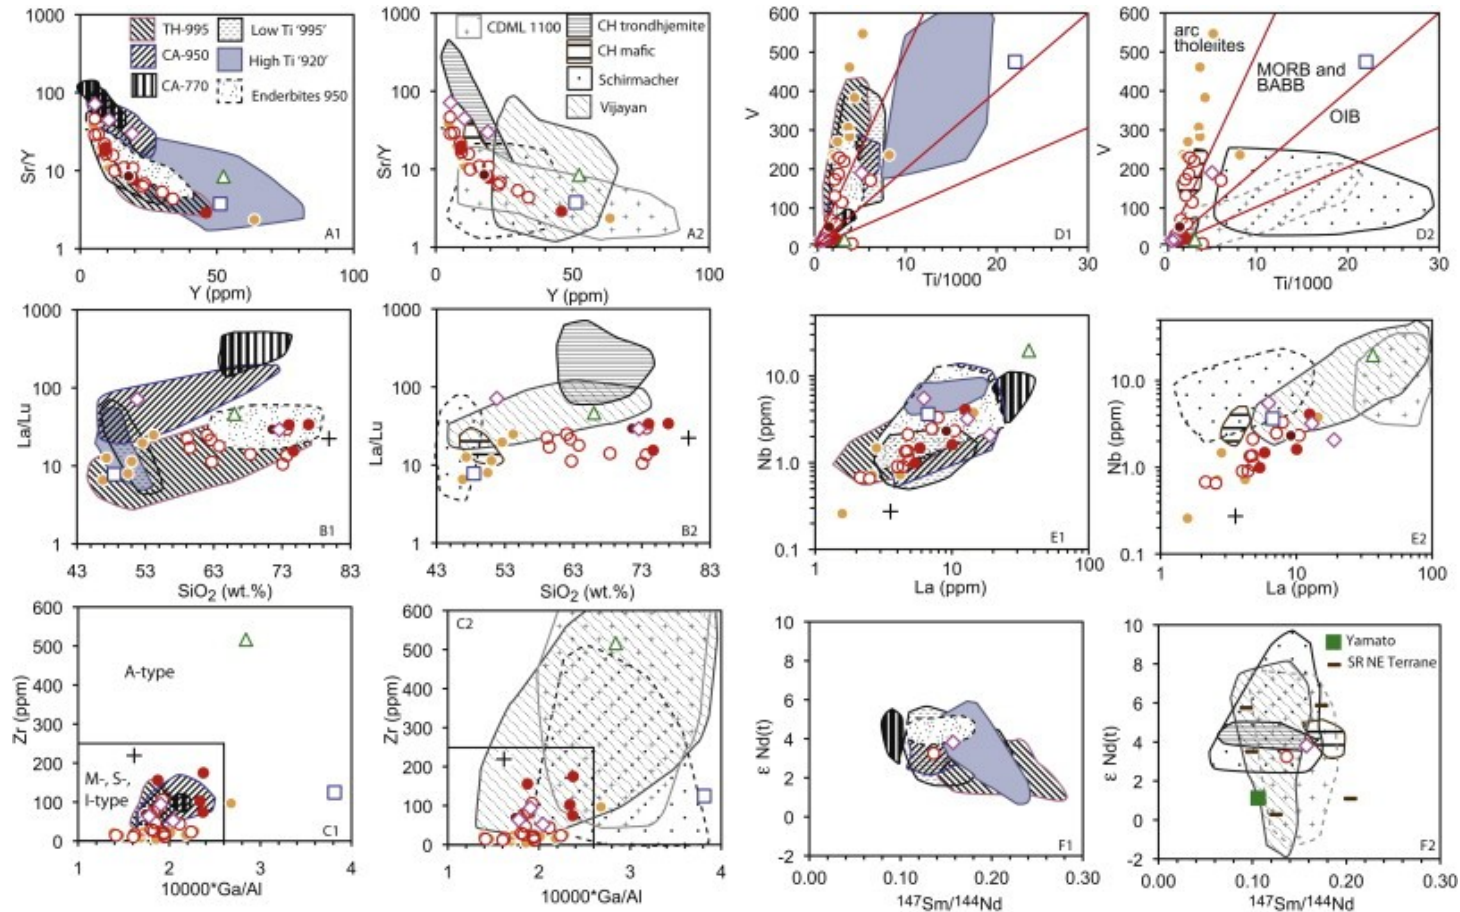 1000
100
10
1
Sr/Y
TH-995
CA-950
CA-770
Low Ti '995'
High Ti '920'
Enderbites 950
A1
0 50 100
Y (ppm)
1000
100
10
1
Sr/Y
CDML 1100
CH trondhjemite
CH mafic
Schirmacher
Vijayan
A2
0 50 100
Y (ppm)
600
500
400
300
200
100
0
V
D1
0 10 20 30
Ti/1000
600
500
400
300
200
100
0
V
arc
tholeiites
MORB and
BABB
OIB
D2
0 10 20 30
Ti/1000
1000
100
10
1
La/Lu
B1
43 53 63 73 83
SiO2 (wt.%)
1000
100
10
1
La/Lu
B2
43 53 63 73 83
SiO2 (wt.%)
10.0
1.0
0.1
Nb (ppm)
E1
1 10 100
La (ppm)
10.0
1.0
0.1
Nb (ppm)
E2
1 10 100
La (ppm)
600
500
400
300
200
100
0
Zr (ppm)
A-type
M-, S-,
I-type
C1
1 2 3 4
10000*Ga/Al
600
500
400
300
200
100
0
Zr (ppm)
C2
1 2 3 4
10000*Ga/Al
10
8
6
4
2
0
-2
ε Nd(t)
F1
0.00 0.10 0.20 0.30
147Sm/144Nd
10
8
6
4
2
0
-2
ε Nd(t)
Yamato
SR NE Terrane
F2
0.00 0.10 0.20 0.30
147Sm/144Nd